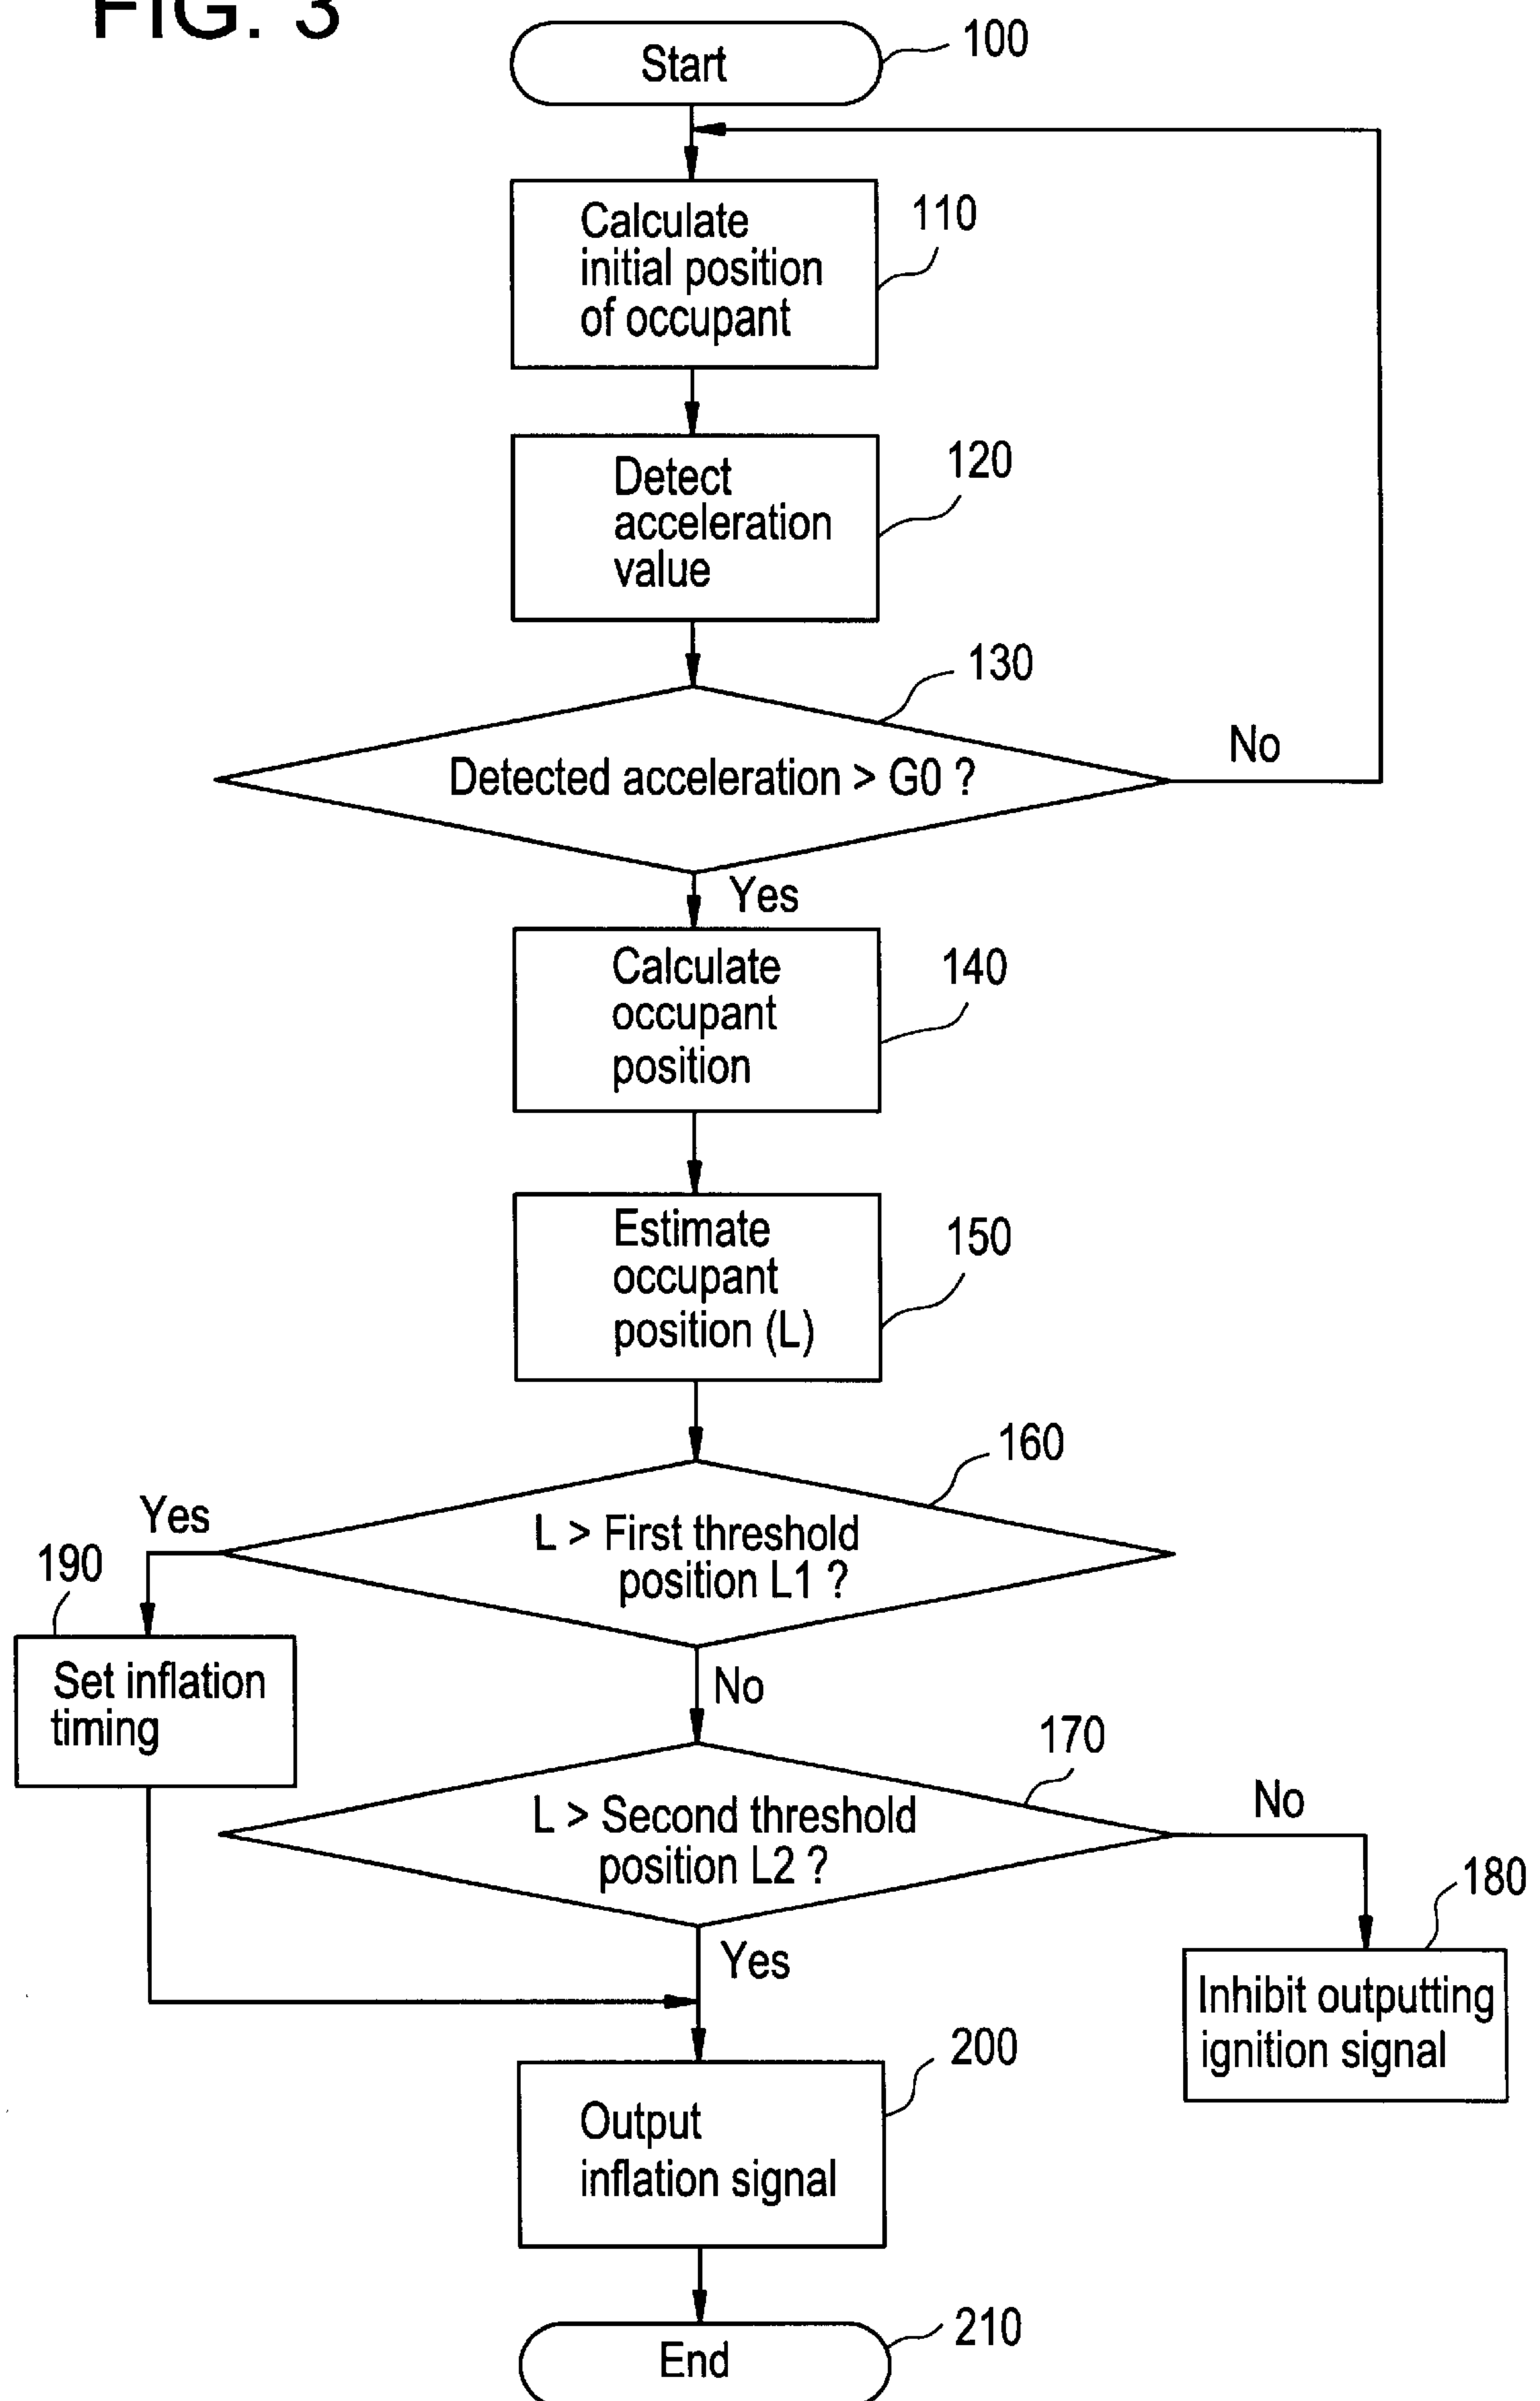 FIG. 3
Start
100
Calculate
initial position
of occupant
110
Detect
acceleration
value
120
130
Detected acceleration > G0 ?
No
Yes
Calculate
occupant
position
140
Estimate
occupant
position (L)
150
160
L > First threshold
position L1 ?
Yes
190
Set inflation
timing
No
170
L > Second threshold
position L2 ?
No
180
Inhibit outputting
ignition signal
Yes
200
Output
inflation signal
End
210